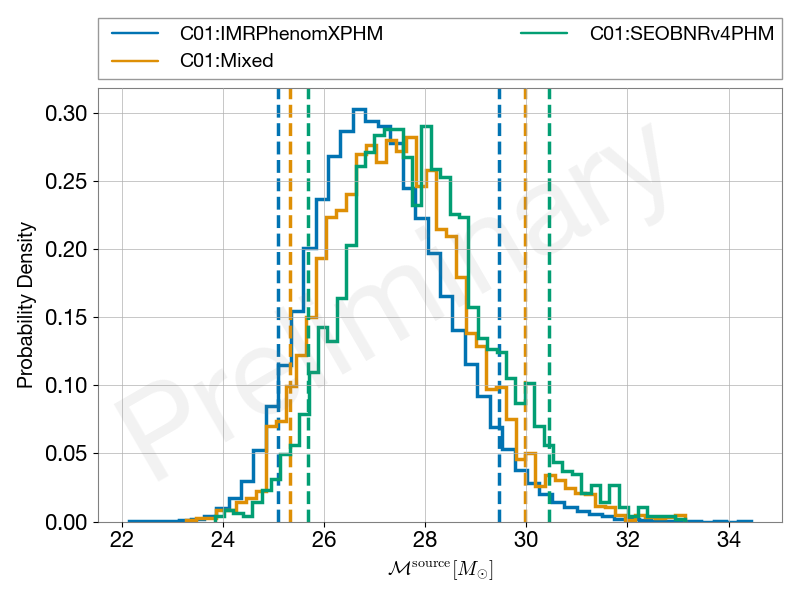 C01:IMRPhenomXPHM
C01:Mixed
C01:SEOBNRv4PHM
0.30
0.25
0.20
0.15
0.10
0.05
0.00
Probability Density
Preliminary
22 24 26 28 30 32 34
ℳ^source [M_⊙]